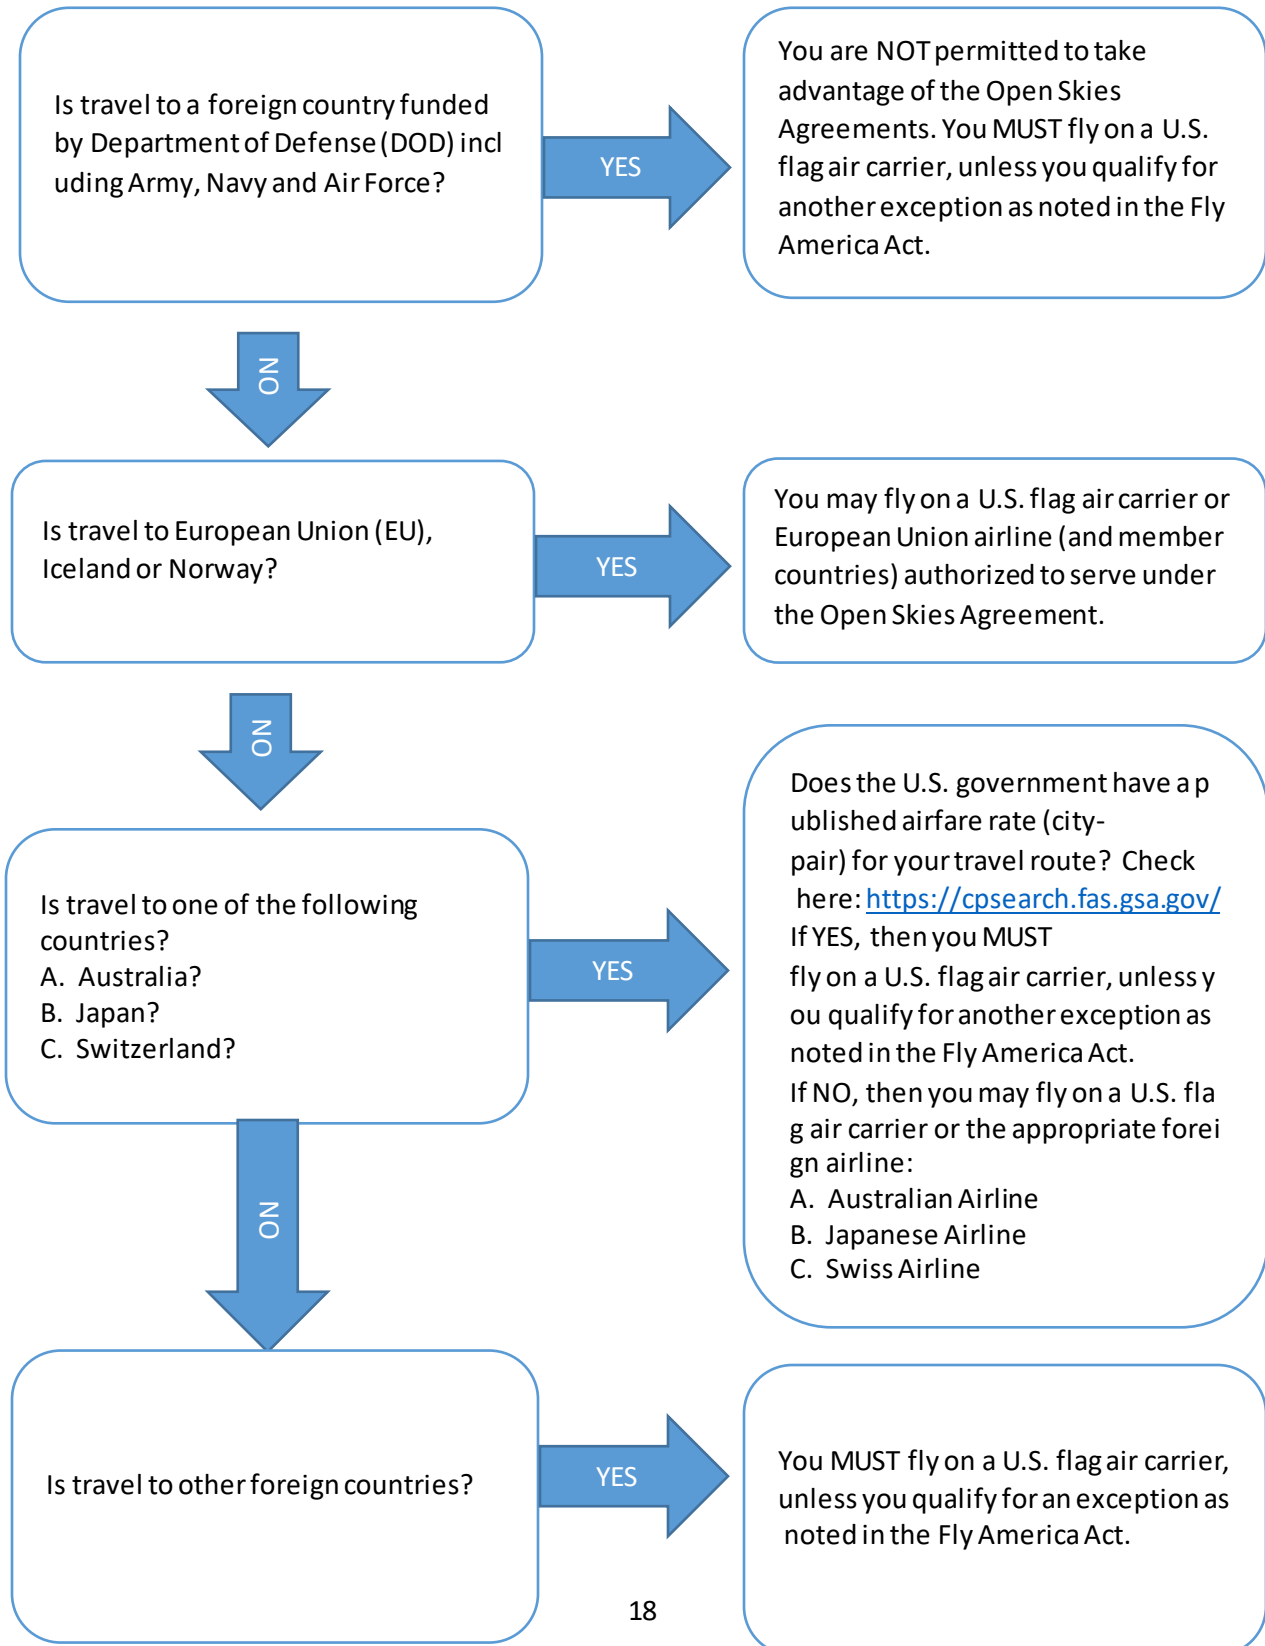 Is travel to a foreign country funded
by Department of Defense (DOD) incl
uding Army, Navy and Air Force?
YES
You are NOT permitted to take
advantage of the Open Skies
Agreements. You MUST fly on a U.S.
flag air carrier, unless you qualify for
another exception as noted in the Fly
America Act.
NO
Is travel to European Union (EU),
Iceland or Norway?
YES
You may fly on a U.S. flag air carrier or
European Union airline (and member
countries) authorized to serve under
the Open Skies Agreement.
NO
Is travel to one of the following
countries?
A. Australia?
B. Japan?
C. Switzerland?
YES
Does the U.S. government have a p
ublished airfare rate (city-
pair) for your travel route? Check
here: https://cpsearch.fas.gsa.gov/
If YES, then you MUST
fly on a U.S. flag air carrier, unless y
ou qualify for another exception as
noted in the Fly America Act.
If NO, then you may fly on a U.S. fla
g air carrier or the appropriate forei
gn airline:
A. Australian Airline
B. Japanese Airline
C. Swiss Airline
NO
Is travel to other foreign countries?
YES
You MUST fly on a U.S. flag air carrier,
unless you qualify for an exception as
noted in the Fly America Act.
18